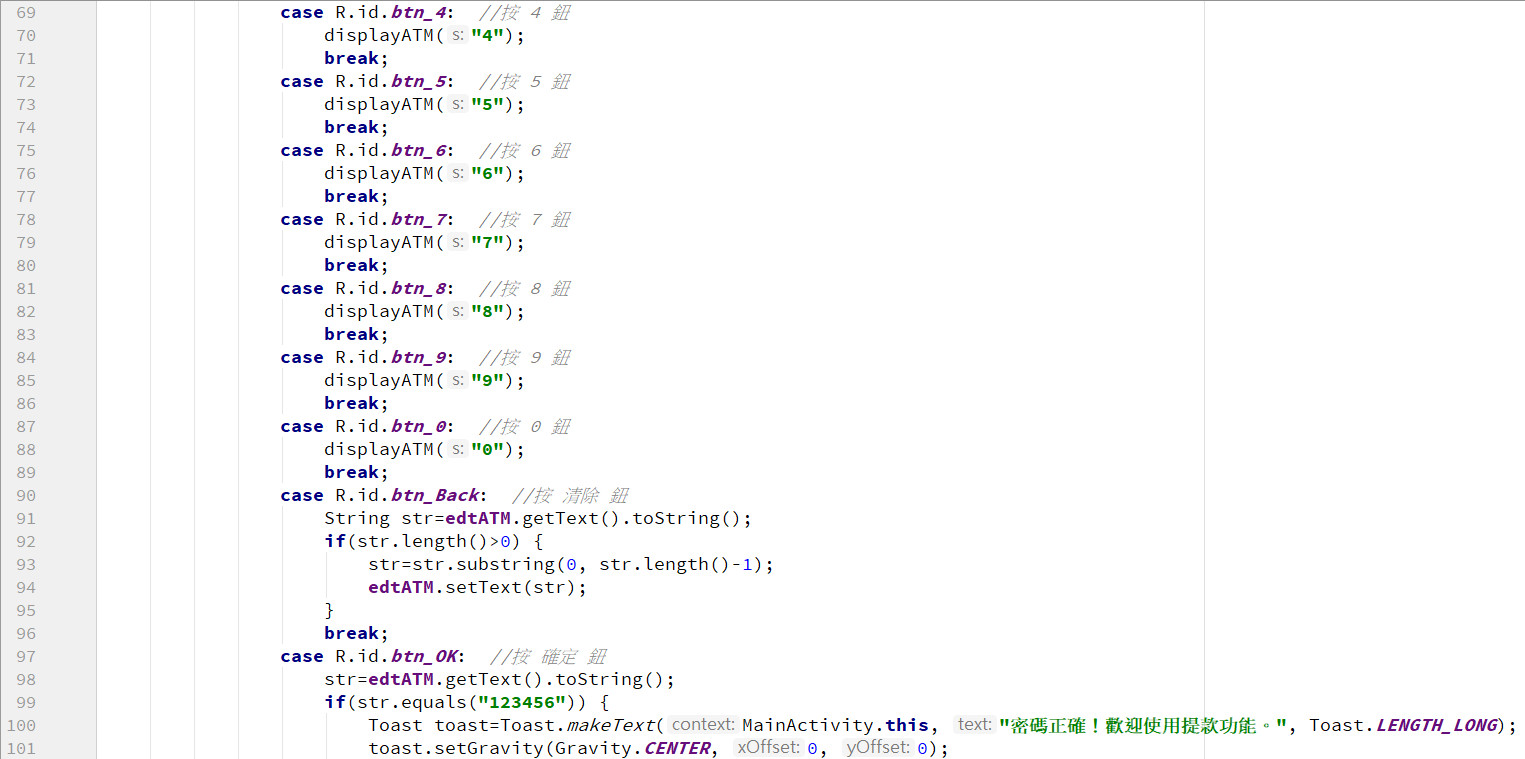 69 case R.id.btn_4: //按 4 鈕
70 displayATM( s: "4");
71 break;
72 case R.id.btn_5: //按 5 鈕
73 displayATM( s: "5");
74 break;
75 case R.id.btn_6: //按 6 鈕
76 displayATM( s: "6");
77 break;
78 case R.id.btn_7: //按 7 鈕
79 displayATM( s: "7");
80 break;
81 case R.id.btn_8: //按 8 鈕
82 displayATM( s: "8");
83 break;
84 case R.id.btn_9: //按 9 鈕
85 displayATM( s: "9");
86 break;
87 case R.id.btn_0: //按 0 鈕
88 displayATM( s: "0");
89 break;
90 case R.id.btn_Back: //按 清除 鈕
91 String str=edtATM.getText().toString();
92 if(str.length()>0) {
93 str=str.substring(0, str.length()-1);
94 edtATM.setText(str);
95 }
96 break;
97 case R.id.btn_OK: //按 確定 鈕
98 str=edtATM.getText().toString();
99 if(str.equals("123456")) {
100 Toast toast=Toast.makeText( context: MainActivity.this, text: "密碼正確！歡迎使用提款功能。", Toast.LENGTH_LONG);
101 toast.setGravity(Gravity.CENTER, xOffset: 0, yOffset: 0);